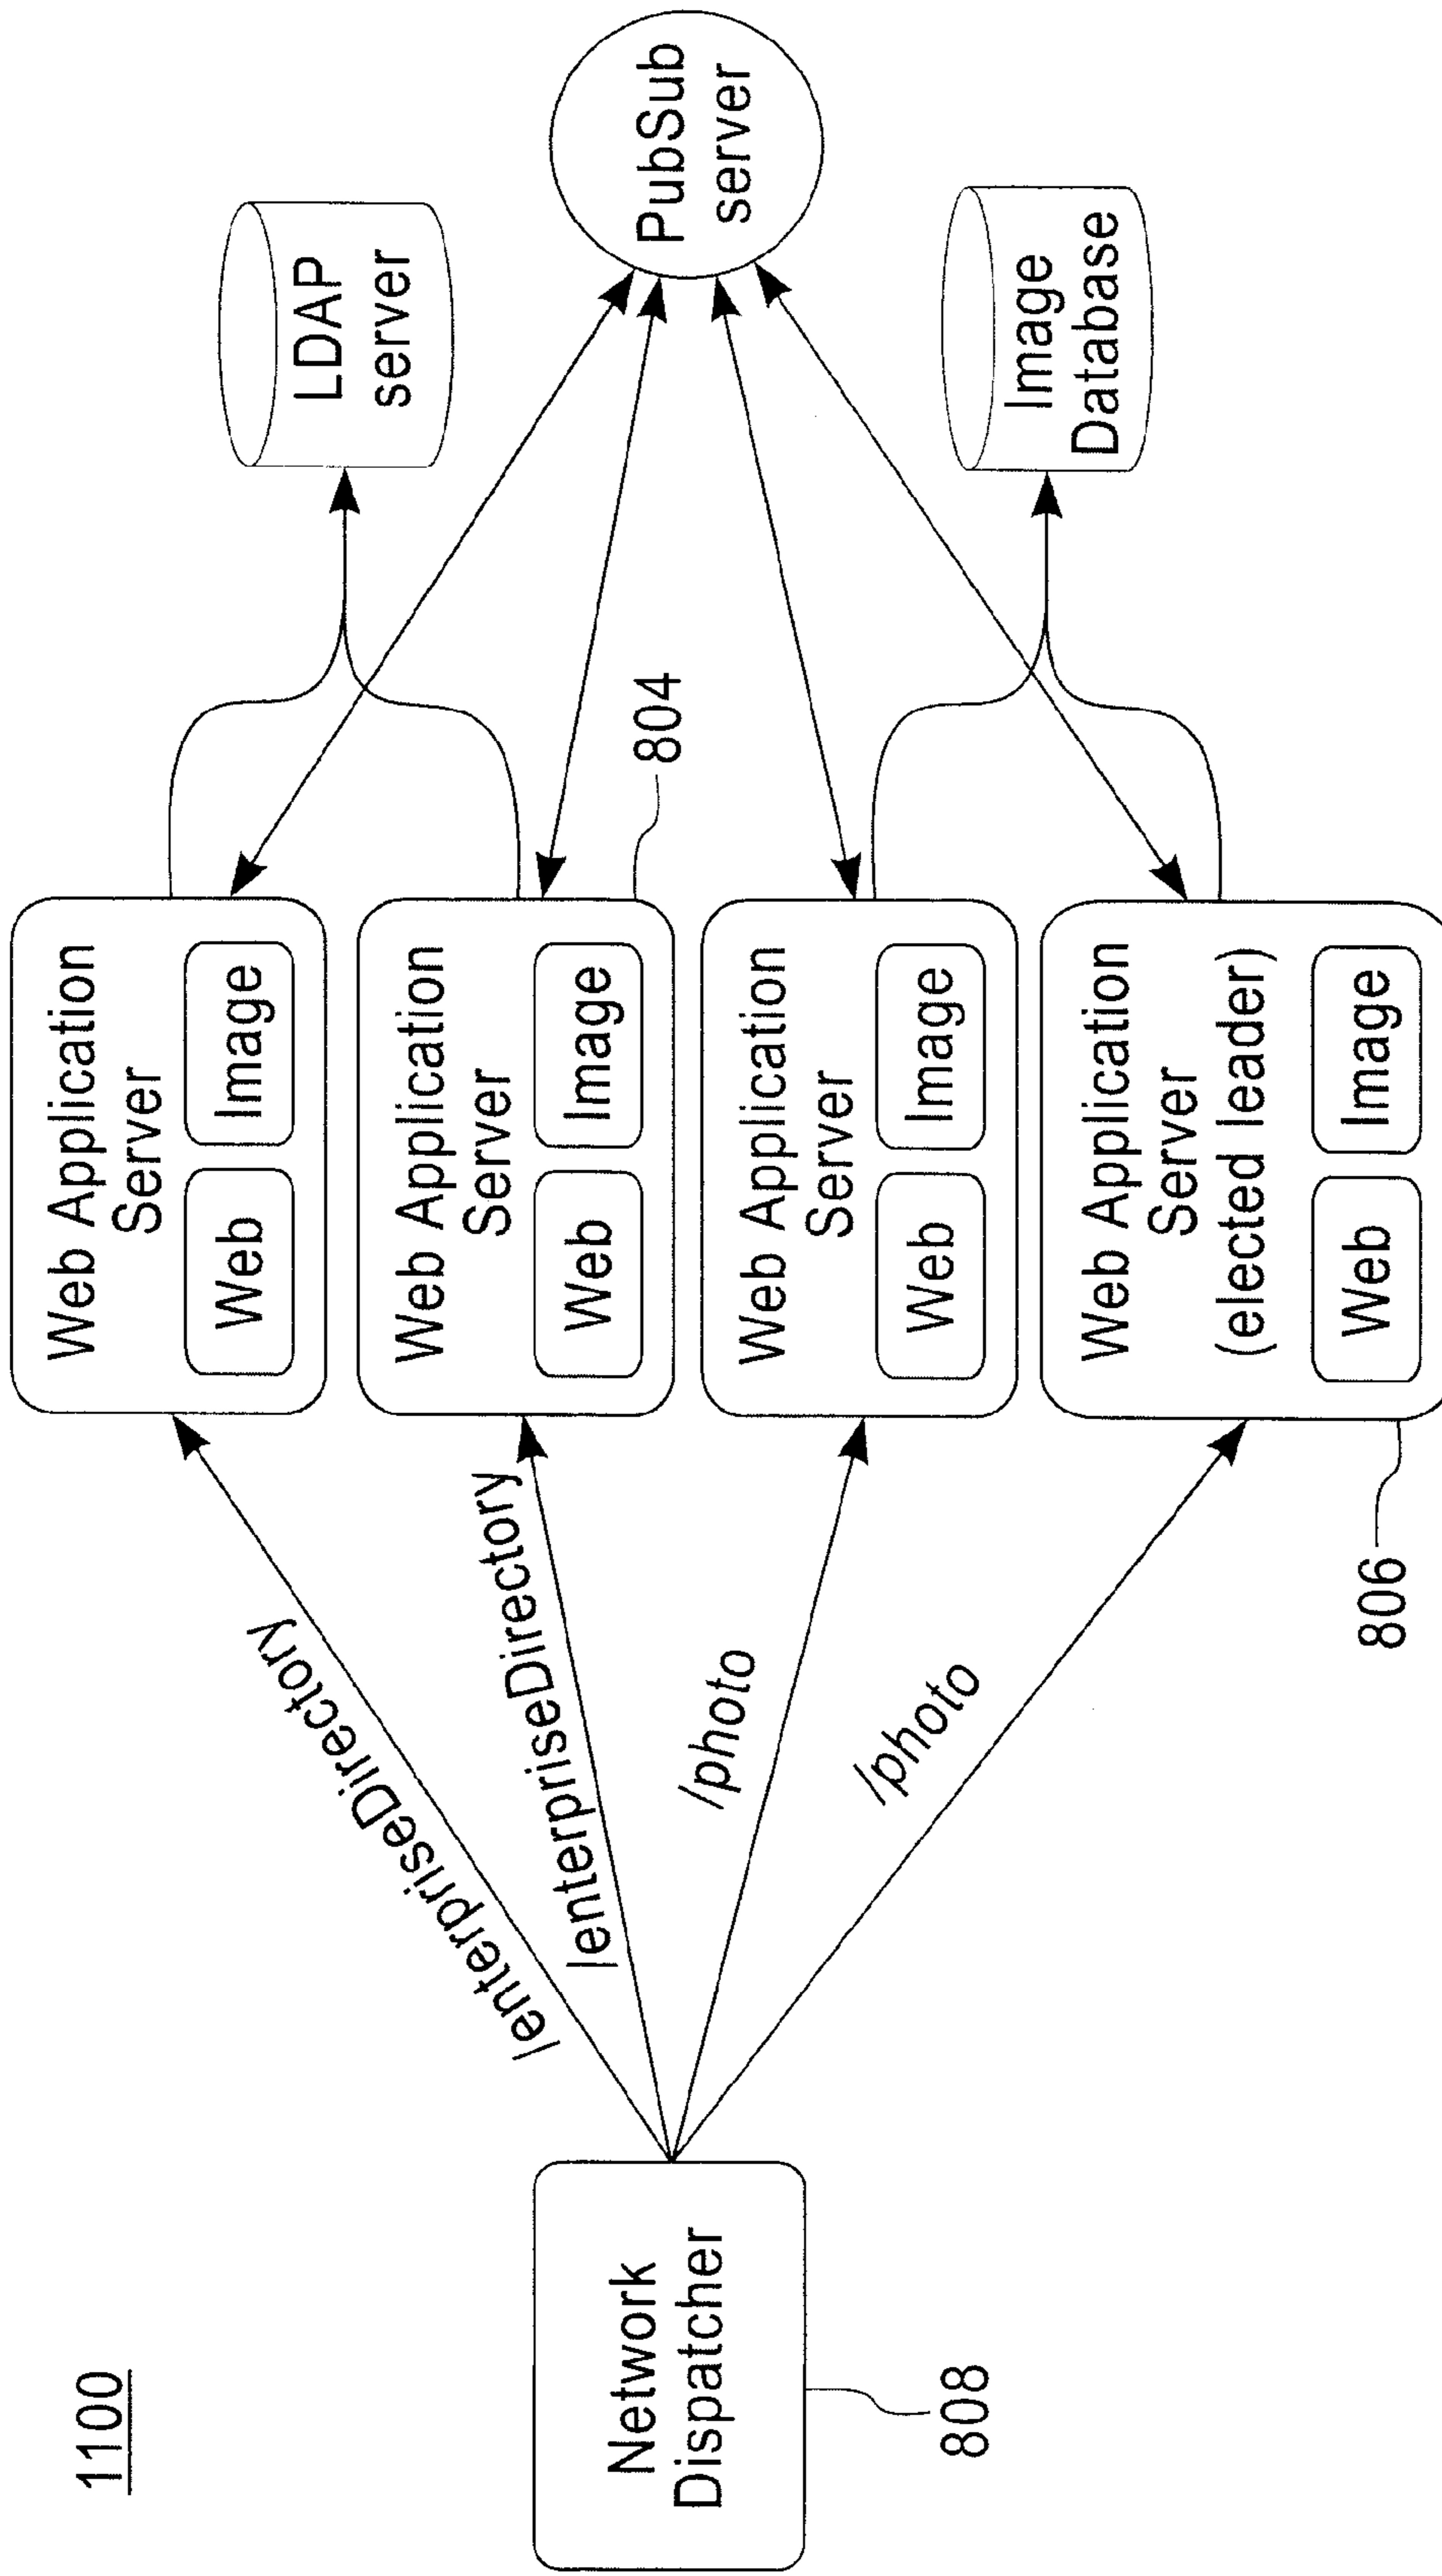 1100
Network
Dispatcher
808
/enterpriseDirectory
/enterpriseDirectory
/photo
/photo
Web Application
Server
Web
Image
Web Application
Server
Web
Image
804
Web Application
Server
Web
Image
Web Application
Server
(elected leader)
Web
Image
806
LDAP
server
PubSub
server
Image
Database